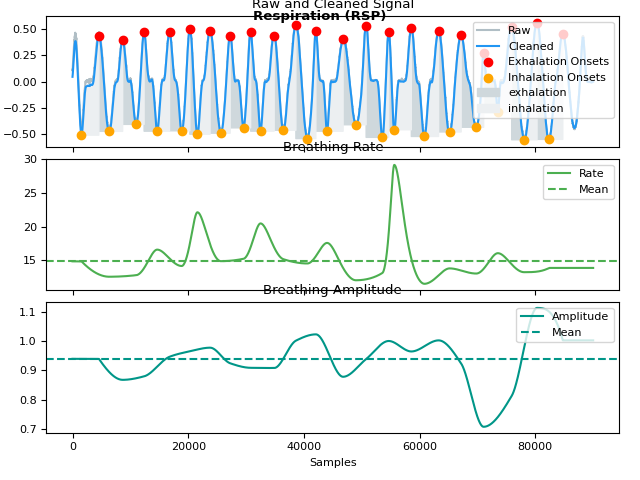 Raw and Cleaned Signal
Respiration (RSP)
0.50
0.25
0.00
−0.25
−0.50
Raw
Cleaned
Exhalation Onsets
Inhalation Onsets
exhalation
inhalation
Breathing Rate
30
25
20
15
Rate
Mean
Breathing Amplitude
1.1
1.0
0.9
0.8
0.7
Amplitude
Mean
0 20000 40000 60000 80000
Samples